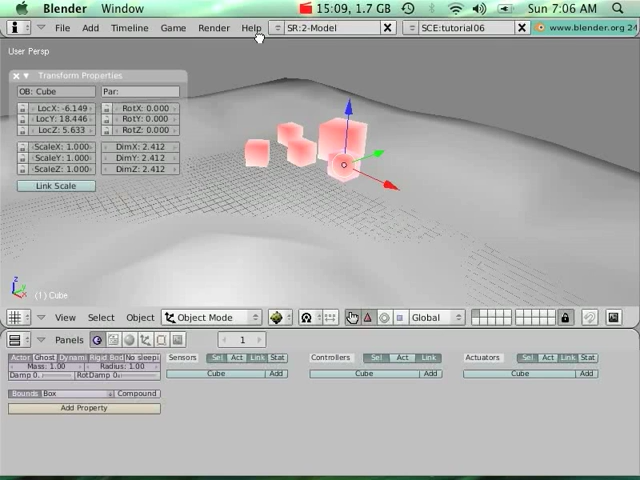 Blender Window 15:09, 1.7 GB Sun 7:06 AM
File Add Timeline Game Render Help SR:2-Model SCE:tutorial06 www.blender.org 24
User Persp
Transform Properties
OB: Cube Par:
LocX: -6.149 RotX: 0.000
LocY: 18.446 RotY: 0.000
LocZ: 5.633 RotZ: 0.000
ScaleX: 1.000 DimX: 2.412
ScaleY: 1.000 DimY: 2.412
ScaleZ: 1.000 DimZ: 2.412
Link Scale
z
x
(1) Cube
View Select Object Object Mode Global
Panels 1
Actor Ghost Dynami Rigid Bod No sleepi Sensors Sel Act Link Stat Controllers Sel Act Link Actuators Sel Act Link Stat
Mass: 1.00 Radius: 1.00
Damp 0. RotDamp 0. Cube Add Cube Add Cube Add
Bounds Box Compound
Add Property